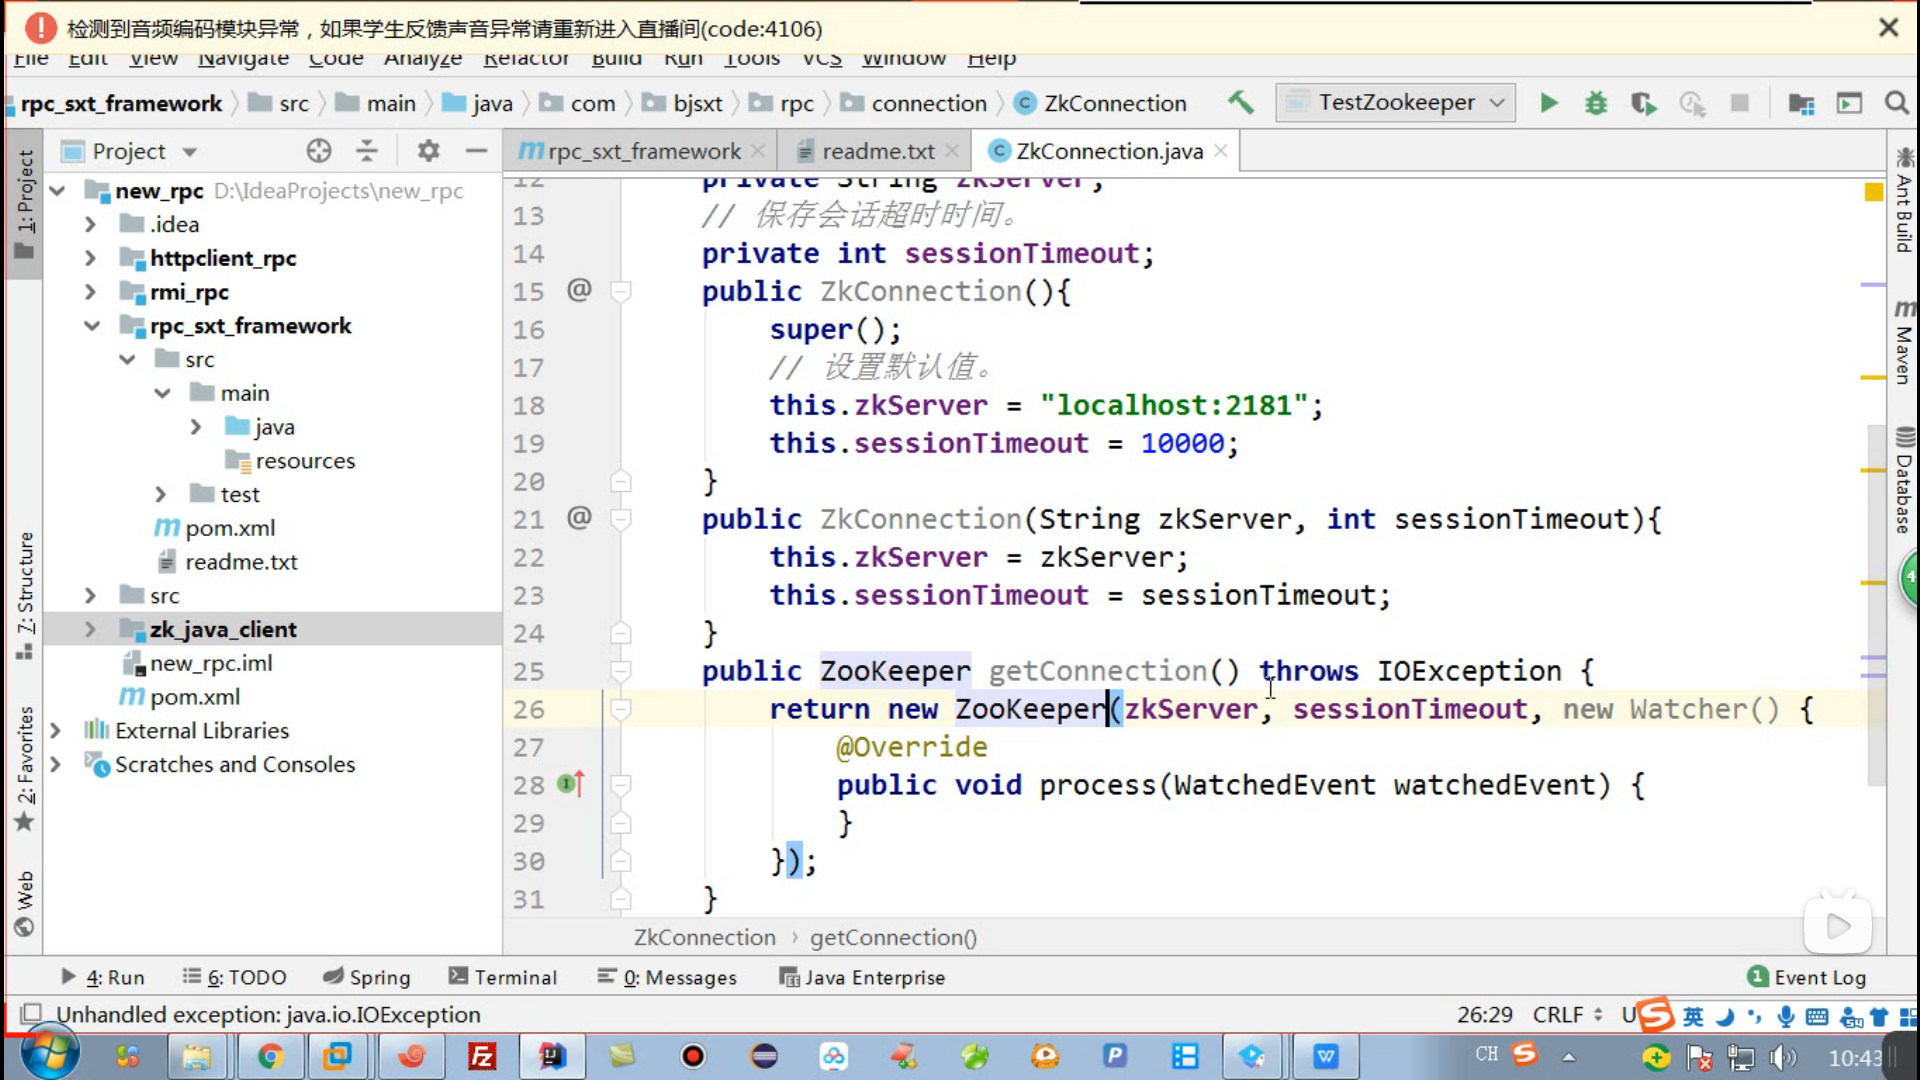 检测到音频编码模块异常，如果学生反馈声音异常请重新进入直播间(code:4106)
File Edit View Navigate Code Analyze Refactor Build Run Tools VCS Window Help
rpc_sxt_framework src main java com bjsxt rpc connection ZkConnection TestZookeeper
Project
rpc_sxt_framework readme.txt ZkConnection.java
new_rpc D:\IdeaProjects\new_rpc
.idea
httpclient_rpc
rmi_rpc
rpc_sxt_framework
src
main
java
resources
test
pom.xml
readme.txt
src
zk_java_client
new_rpc.iml
pom.xml
External Libraries
Scratches and Consoles
1: Project
7: Structure
2: Favorites
Web
12 private String zkServer;
13 // 保存会话超时时间。
14 private int sessionTimeout;
15 @ public ZkConnection(){
16 super();
17 // 设置默认值。
18 this.zkServer = "localhost:2181";
19 this.sessionTimeout = 10000;
20 }
21 @ public ZkConnection(String zkServer, int sessionTimeout){
22 this.zkServer = zkServer;
23 this.sessionTimeout = sessionTimeout;
24 }
25 public ZooKeeper getConnection() throws IOException {
26 return new ZooKeeper(zkServer, sessionTimeout, new Watcher() {
27 @Override
28 public void process(WatchedEvent watchedEvent) {
29 }
30 });
31 }
ZkConnection › getConnection()
Ant Build
Maven
Database
4
4: Run 6: TODO Spring Terminal 0: Messages Java Enterprise 1 Event Log
Unhandled exception: java.io.IOException 26:29 CRLF U 英
CH 10:43